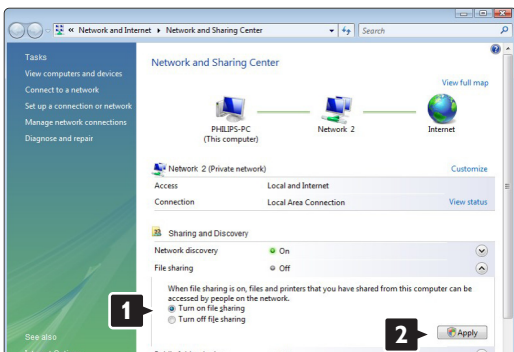 « Network and Internet ▸ Network and Sharing Center
Search
Tasks
View computers and devices
Connect to a network
Set up a connection or network
Manage network connections
Diagnose and repair
See also
Network and Sharing Center
View full map
PHILIPS-PC
(This computer)
Network 2
Internet
Network 2 (Private network)
Customize
Access
Local and Internet
Connection
Local Area Connection
View status
Sharing and Discovery
Network discovery
On
File sharing
Off
When file sharing is on, files and printers that you have shared from this computer can be
accessed by people on the network.
1
Turn on file sharing
Turn off file sharing
2
Apply